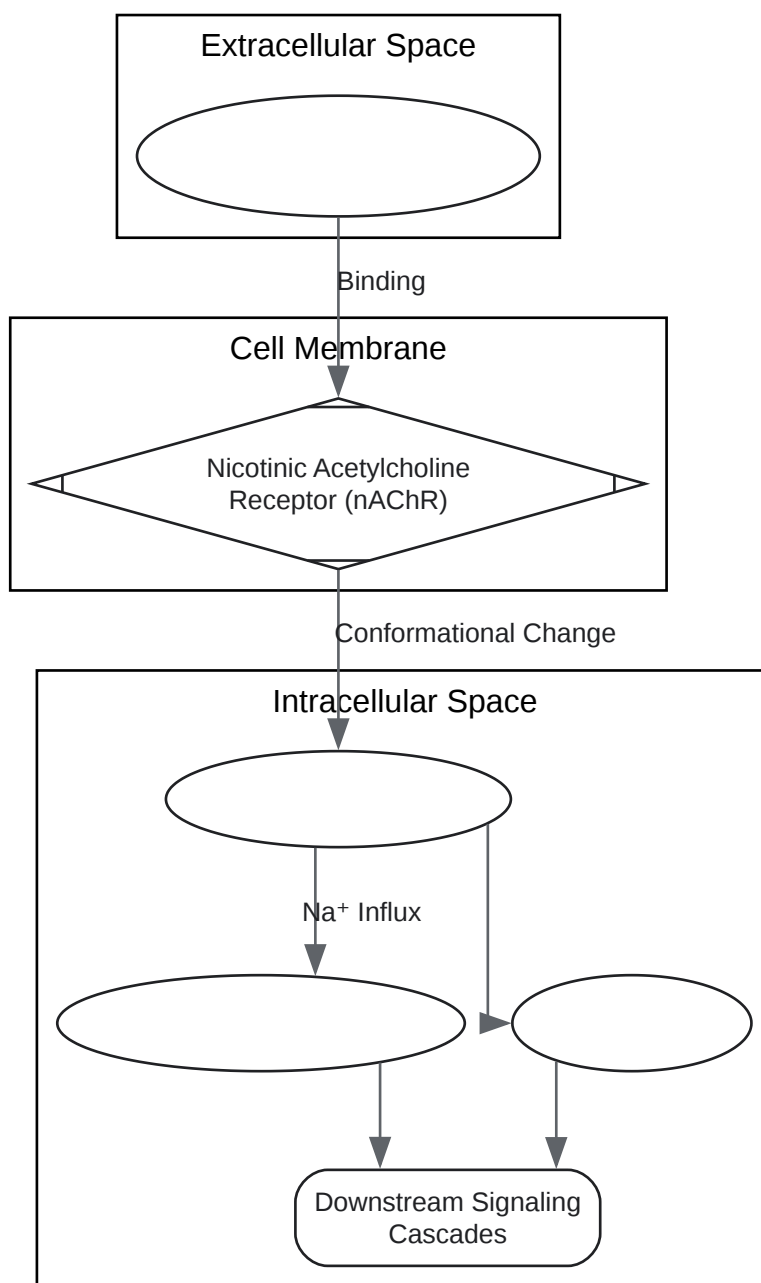 Extracellular Space
Binding
Cell Membrane
Nicotinic Acetylcholine
Receptor (nAChR)
Conformational Change
Intracellular Space
Na⁺ Influx
Downstream Signaling
Cascades